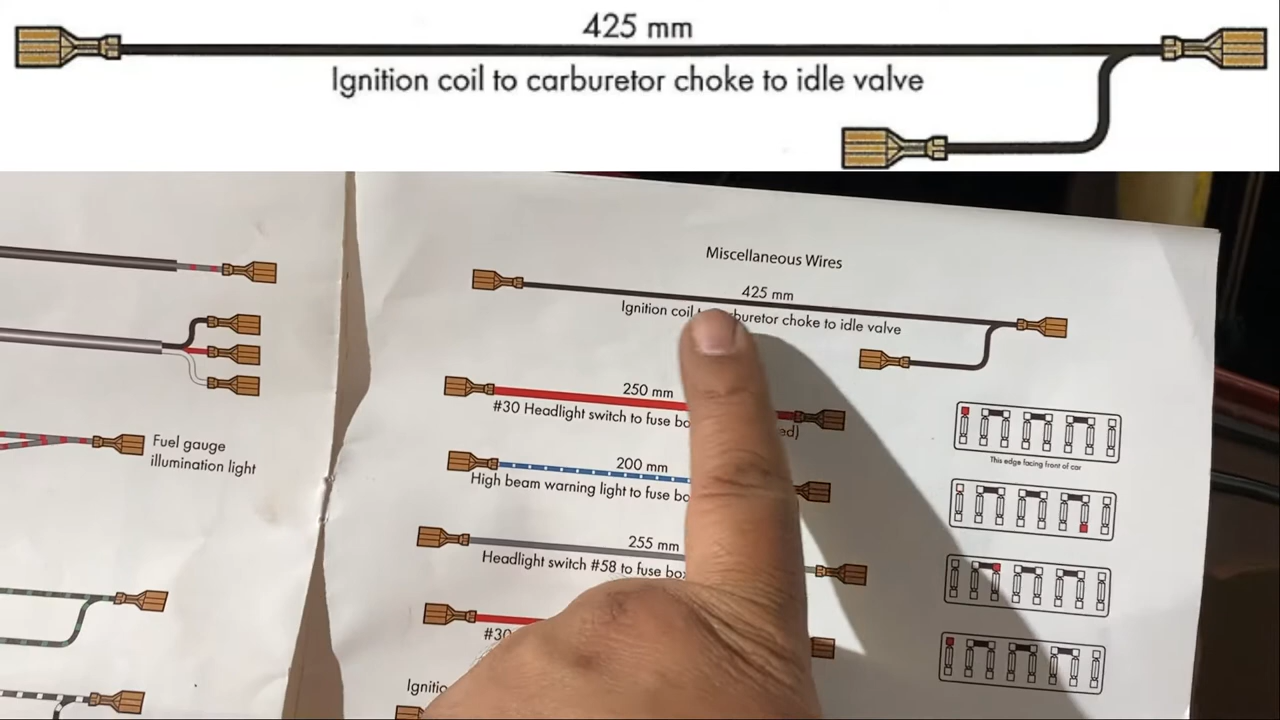 425 mm
Ignition coil to carburetor choke to idle valve
Miscellaneous Wires
425 mm
Ignition coil buretor choke to idle valve
Fuel gauge
illumination light
250 mm
#30 Headlight switch to fuse bo ed)
200 mm
High beam warning light to fuse bo
255 mm
Headlight switch #58 to fuse box
#30
Ignitio
This edge facing front of car